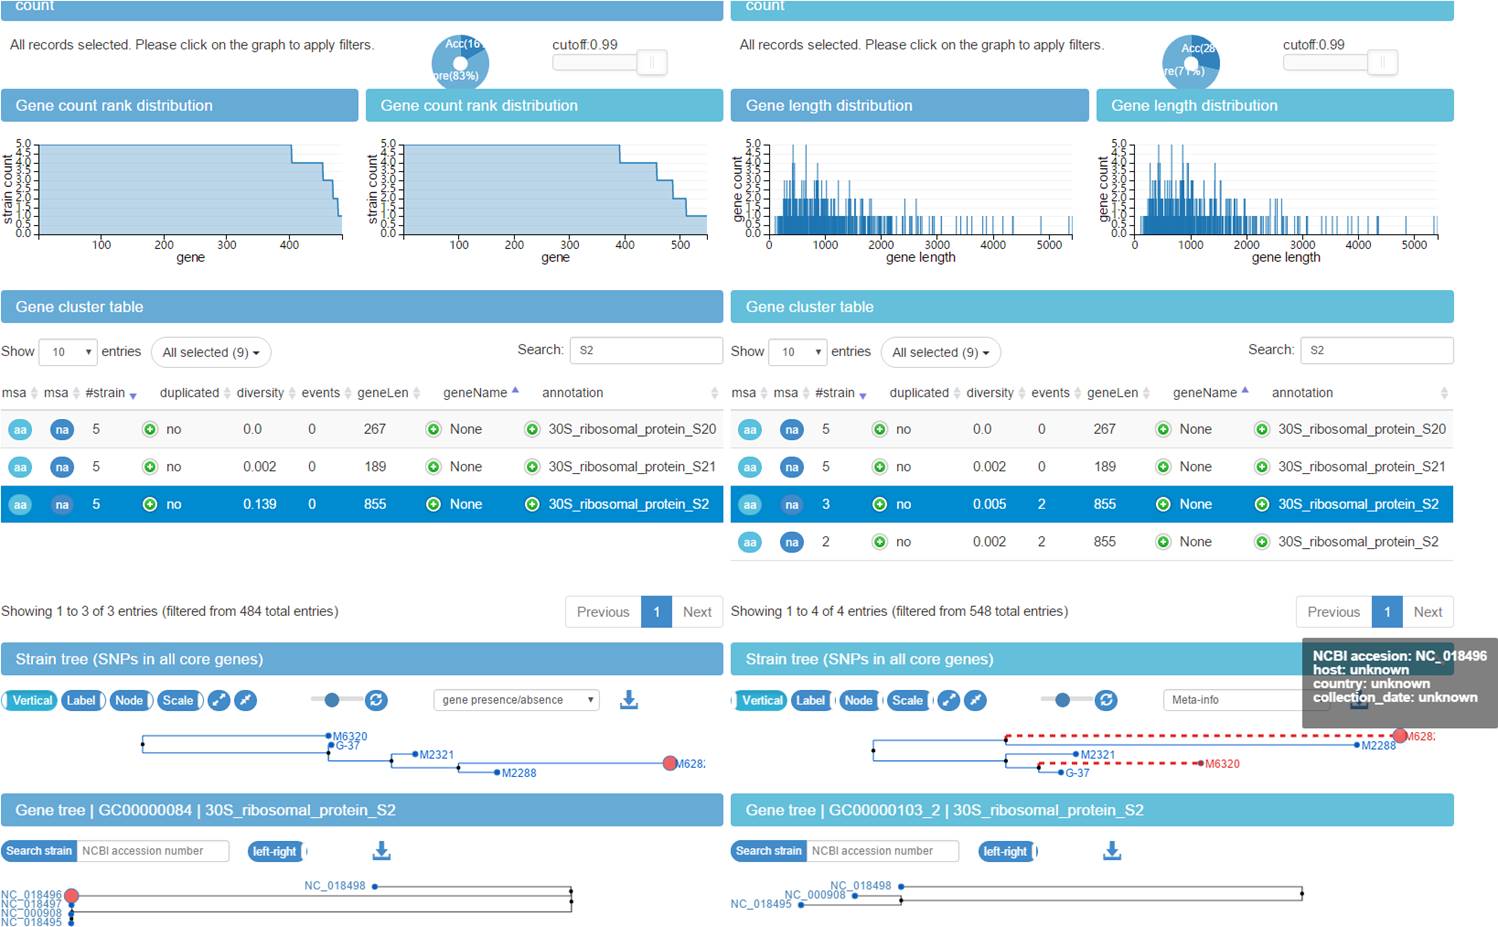 count
count
All records selected. Please click on the graph to apply filters.
cutoff:0.99
All records selected. Please click on the graph to apply filters.
cutoff:0.99
Acc(16
ore(83%)
Acc(28
re(71%)
Gene count rank distribution
Gene count rank distribution
Gene length distribution
Gene length distribution
strain count
5.0
4.5
4.0
3.5
3.0
2.5
2.0
1.5
1.0
0.5
0.0
100 200 300 400
gene
strain count
5.0
4.5
4.0
3.5
3.0
2.5
2.0
1.5
1.0
0.5
0.0
100 200 300 400 500
gene
gene count
5.0
4.5
4.0
3.5
3.0
2.5
2.0
1.5
1.0
0.5
0.0
0 1000 2000 3000 4000 5000
gene length
gene count
5.0
4.5
4.0
3.5
3.0
2.5
2.0
1.5
1.0
0.5
0.0
0 1000 2000 3000 4000 5000
gene length
Gene cluster table
Show 10 entries All selected (9) Search: S2
msa msa #strain duplicated diversity events geneLen geneName annotation
aa na 5 no 0.0 0 267 None 30S_ribosomal_protein_S20
aa na 5 no 0.002 0 189 None 30S_ribosomal_protein_S21
aa na 5 no 0.139 0 855 None 30S_ribosomal_protein_S2
Showing 1 to 3 of 3 entries (filtered from 484 total entries)
Previous 1 Next
Gene cluster table
Show 10 entries All selected (9) Search: S2
msa msa #strain duplicated diversity events geneLen geneName annotation
aa na 5 no 0.0 0 267 None 30S_ribosomal_protein_S20
aa na 5 no 0.002 0 189 None 30S_ribosomal_protein_S21
aa na 3 no 0.005 2 855 None 30S_ribosomal_protein_S2
aa na 2 no 0.002 2 855 None 30S_ribosomal_protein_S2
Showing 1 to 4 of 4 entries (filtered from 548 total entries)
Previous 1 Next
Strain tree (SNPs in all core genes)
Vertical Label Node Scale gene presence/absence
M6320
G-37
M2321
M628
M2288
Strain tree (SNPs in all core genes)
Vertical Label Node Scale Meta-info
NCBI accesion: NC_018496
host: unknown
country: unknown
collection_date: unknown
M628
M2288
M2321
M6320
G-37
Gene tree | GC00000084 | 30S_ribosomal_protein_S2
Search strain NCBI accession number left-right
NC_018498
NC_018496
NC_018497
NC_000908
NC_018495
Gene tree | GC00000103_2 | 30S_ribosomal_protein_S2
Search strain NCBI accession number left-right
NC_018498
NC_000908
NC_018495